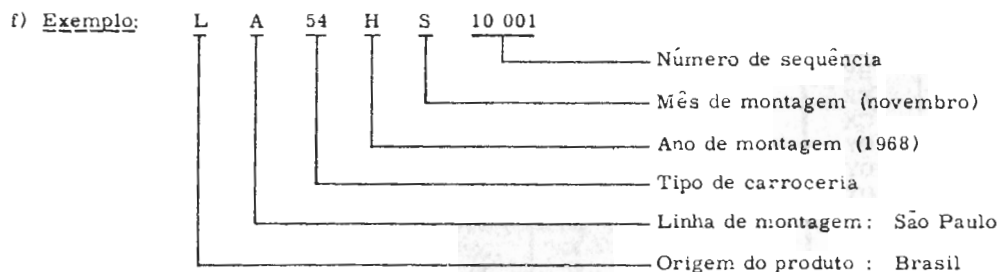 f) Exemplo: L A 54 H S 10 001
Número de sequência
Mês de montagem (novembro)
Ano de montagem (1968)
Tipo de carroceria
Linha de montagem: São Paulo
Origem do produto : Brasil